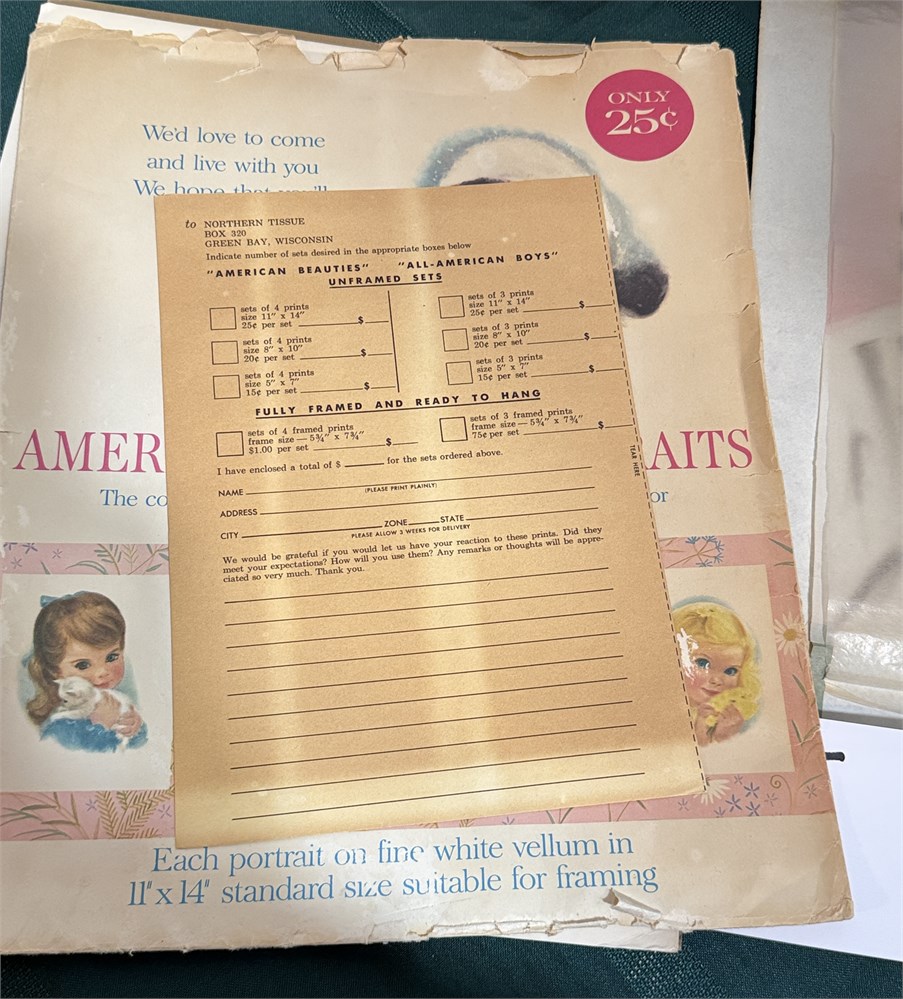 ONLY
25¢
We'd love to come
and live with you
We hope that you'll
to NORTHERN TISSUE
BOX 320
GREEN BAY, WISCONSIN
Indicate number of sets desired in the appropriate boxes below
"AMERICAN BEAUTIES" "ALL-AMERICAN BOYS"
UNFRAMED SETS
sets of 4 prints
size 11" x 14"
25¢ per set $
sets of 4 prints
size 8" x 10"
20¢ per set $
sets of 4 prints
size 5" x 7"
15¢ per set $
sets of 3 prints
size 11" x 14"
25¢ per set $
sets of 3 prints
size 8" x 10"
20¢ per set $
sets of 3 prints
size 5" x 7"
15¢ per set $
FULLY FRAMED AND READY TO HANG
sets of 4 framed prints
frame size — 5¾" x 7¾"
$1.00 per set $
sets of 3 framed prints
frame size — 5¾" x 7¾"
75¢ per set $
I have enclosed a total of $ for the sets ordered above.
TEAR HERE
NAME
(PLEASE PRINT PLAINLY)
ADDRESS
CITY ZONE STATE
PLEASE ALLOW 3 WEEKS FOR DELIVERY
We would be grateful if you would let us have your reaction to these prints. Did they
meet your expectations? How will you use them? Any remarks or thoughts will be appre-
ciated so very much. Thank you.
AMER AITS
The co or
Each portrait on fine white vellum in
11" x 14" standard size suitable for framing